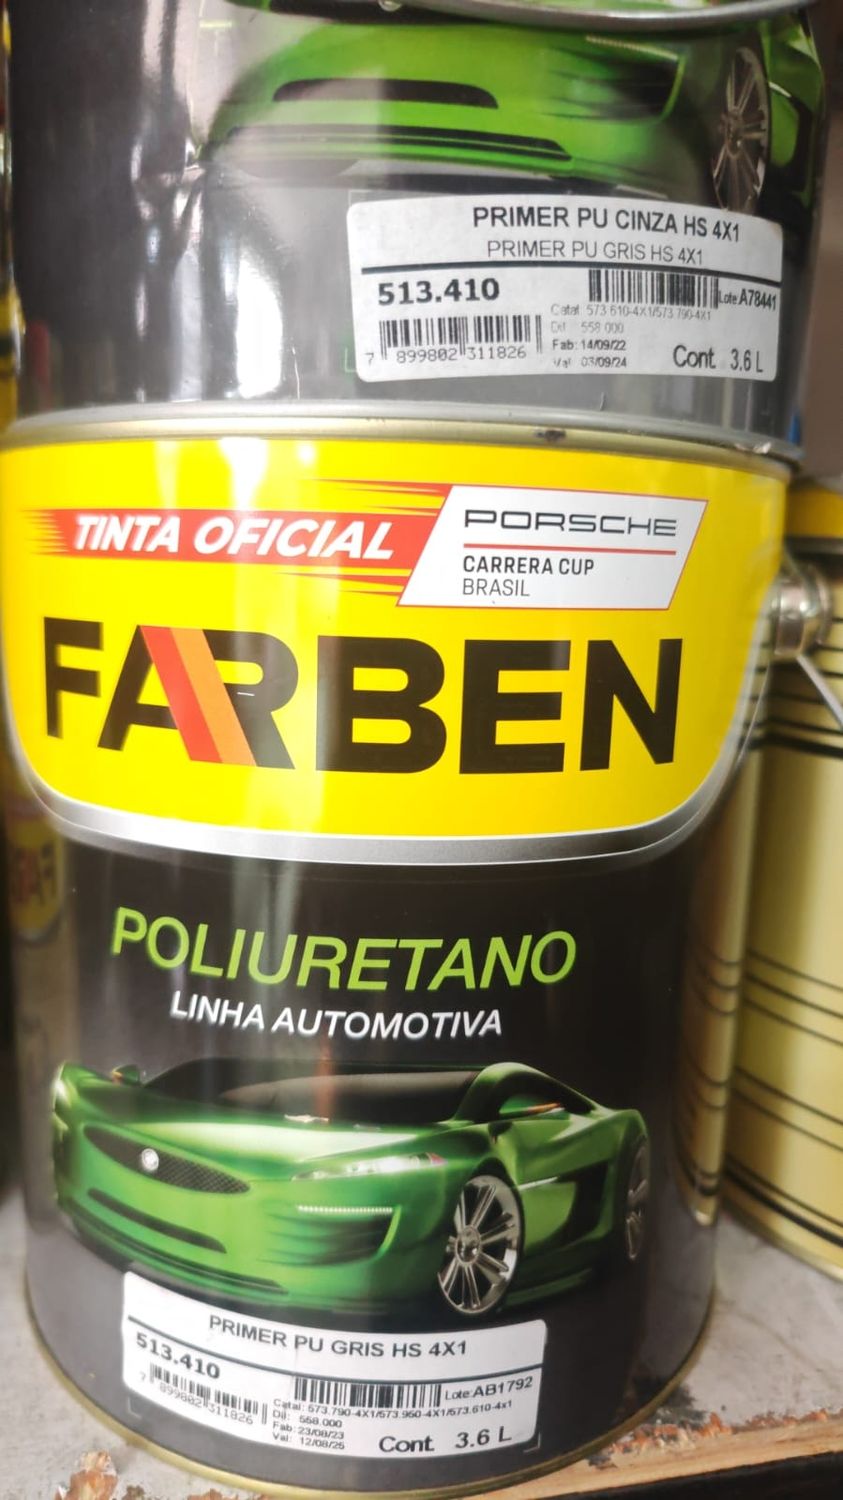 PRIMER PU CINZA HS 4X1
PRIMER PU GRIS HS 4X1
513.410
Lote: A78441
Catal: 573 610-4X1/573 790-4X1
Dil: 558 000
Fab: 14/09/22
Val: 03/09/24
7 899802 311826
Cont. 3.6 L
TINTA OFICIAL
PORSCHE
CARRERA CUP
BRASIL
FARBEN
POLIURETANO
LINHA AUTOMOTIVA
PRIMER PU GRIS HS 4X1
513.410
Lote: AB1792
7 899802 311826
Catal: 573.790-4X1/573.950-4X1/573.610-4x1
Dil: 558.000
Fab: 23/08/23
Val: 12/08/25
Cont. 3.6 L